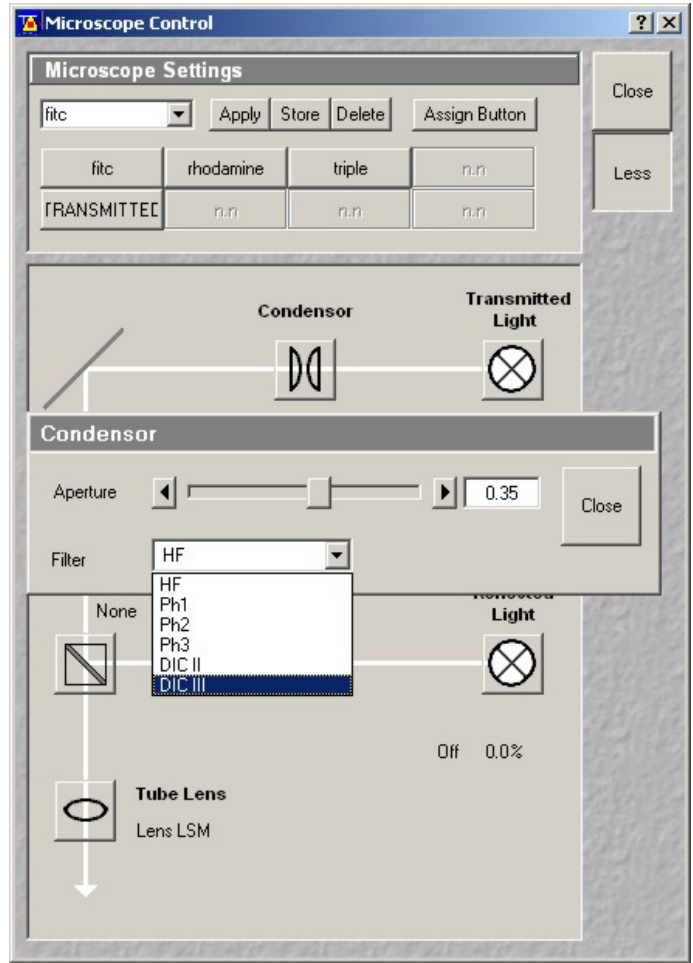 Microscope Control
Microscope Settings
Close
fitc Apply Store Delete Assign Button
fitc rhodamine triple n.n
Less
TRANSMITTED n.n n.n n.n
Transmitted
Light
Condensor
Condensor
Aperture 0.35
Close
Filter HF
HF
Ph1
Ph2
Ph3
DIC II
DIC III
None
Reflected
Light
Off 0.0%
Tube Lens
Lens LSM